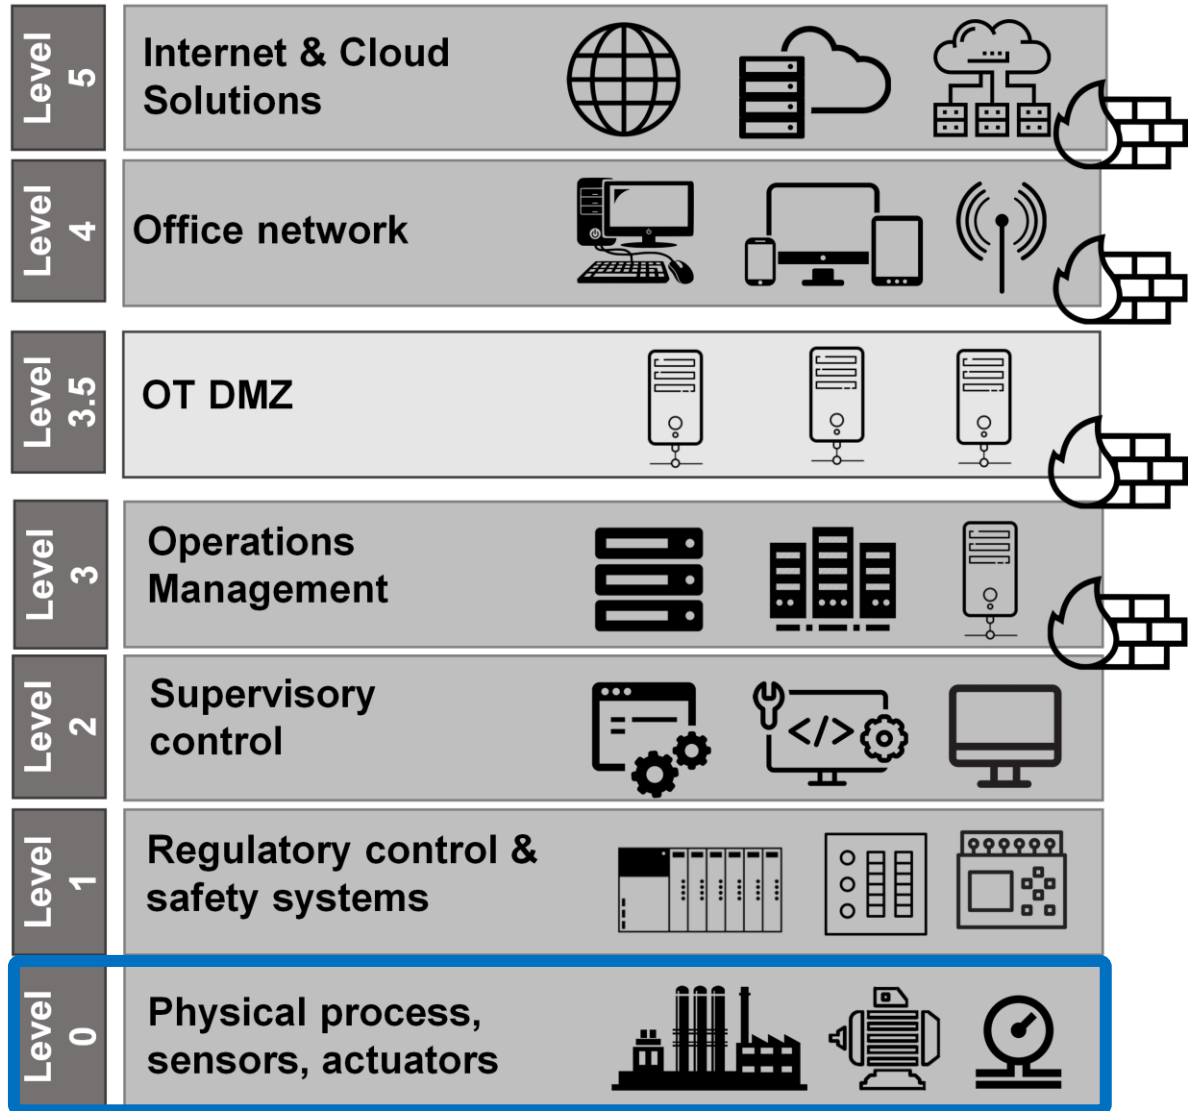 Level
5
Internet & Cloud
Solutions
Level
4
Office network
Level
3.5
OT DMZ
Level
3
Operations
Management
Level
2
Supervisory
control
</>
Level
1
Regulatory control &
safety systems
Level
0
Physical process,
sensors, actuators